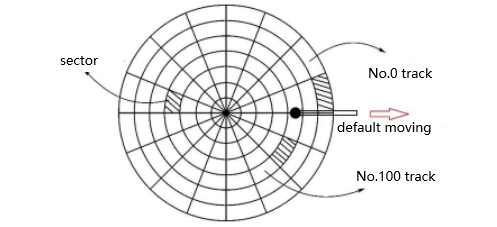 sector
No.0 track
default moving
No.100 track